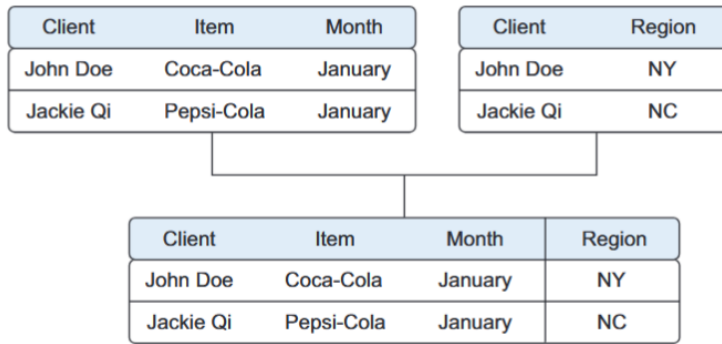 Client Item Month
John Doe Coca-Cola January
Jackie Qi Pepsi-Cola January
Client Region
John Doe NY
Jackie Qi NC
Client Item Month Region
John Doe Coca-Cola January NY
Jackie Qi Pepsi-Cola January NC